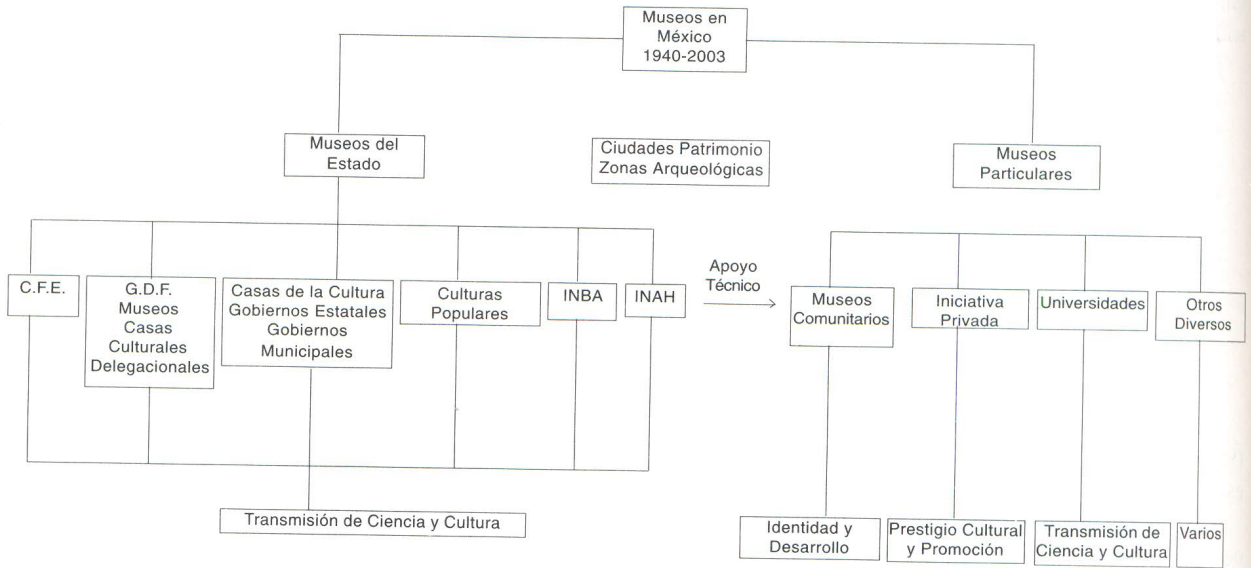 Museos en
México
1940-2003
Museos del
Estado
Ciudades Patrimonio
Zonas Arqueológicas
Museos
Particulares
C.F.E.
G.D.F.
Museos
Casas
Culturales
Delegacionales
Casas de la Cultura
Gobiernos Estatales
Gobiernos
Municipales
Culturas
Populares
INBA
INAH
Apoyo
Técnico
Museos
Comunitarios
Iniciativa
Privada
Universidades
Otros
Diversos
Transmisión de Ciencia y Cultura
Identidad y
Desarrollo
Prestigio Cultural
y Promoción
Transmisión de
Ciencia y Cultura
Varios